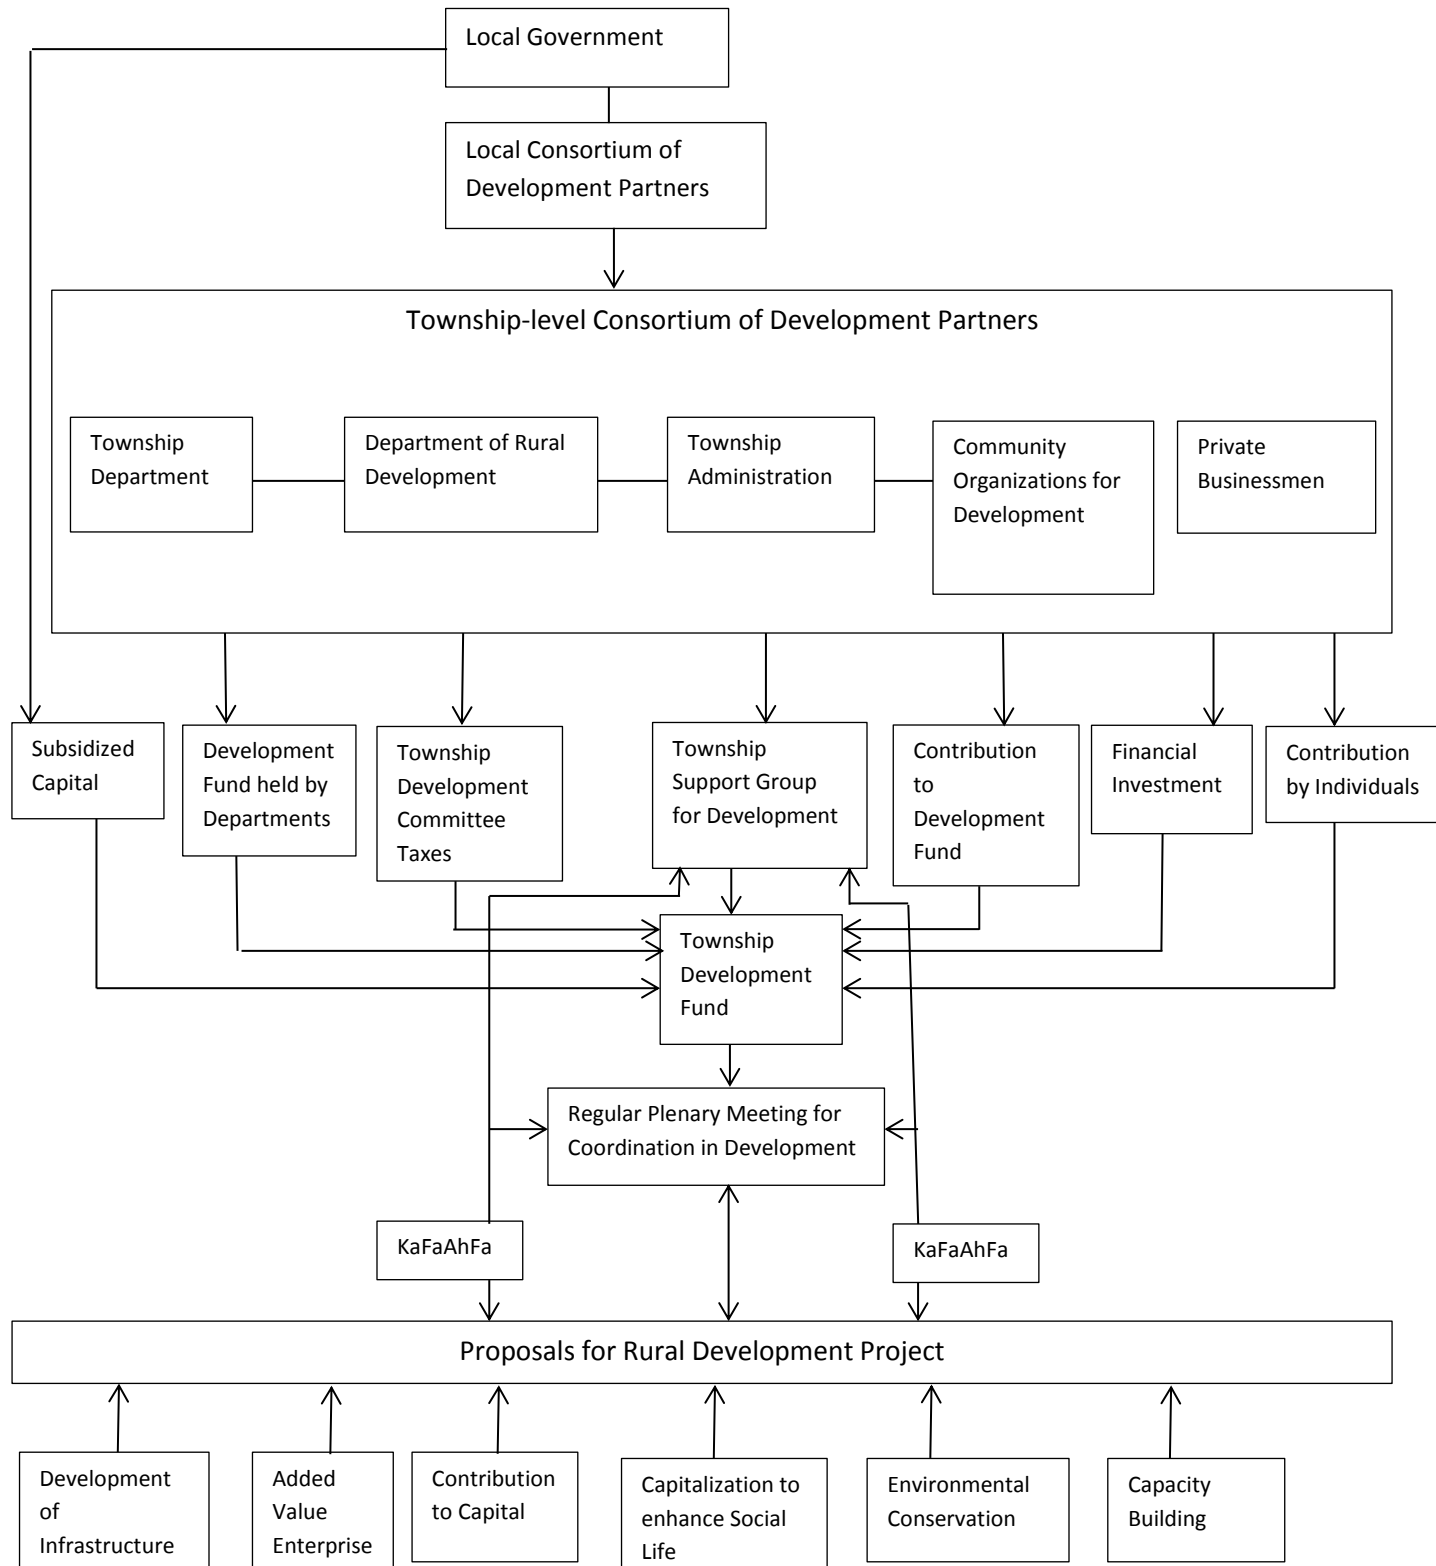 Local Government
Local Consortium of
Development Partners
Township-level Consortium of Development Partners
Township
Department
Department of Rural
Development
Township
Administration
Community
Organizations for
Development
Private
Businessmen
Subsidized
Capital
Development
Fund held by
Departments
Township
Development
Committee
Taxes
Township
Support Group
for Development
Contribution
to
Development
Fund
Financial
Investment
Contribution
by Individuals
Township
Development
Fund
Regular Plenary Meeting for
Coordination in Development
KaFaAhFa
KaFaAhFa
Proposals for Rural Development Project
Development
of
Infrastructure
Added
Value
Enterprise
Contribution
to Capital
Capitalization to
enhance Social
Life
Environmental
Conservation
Capacity
Building